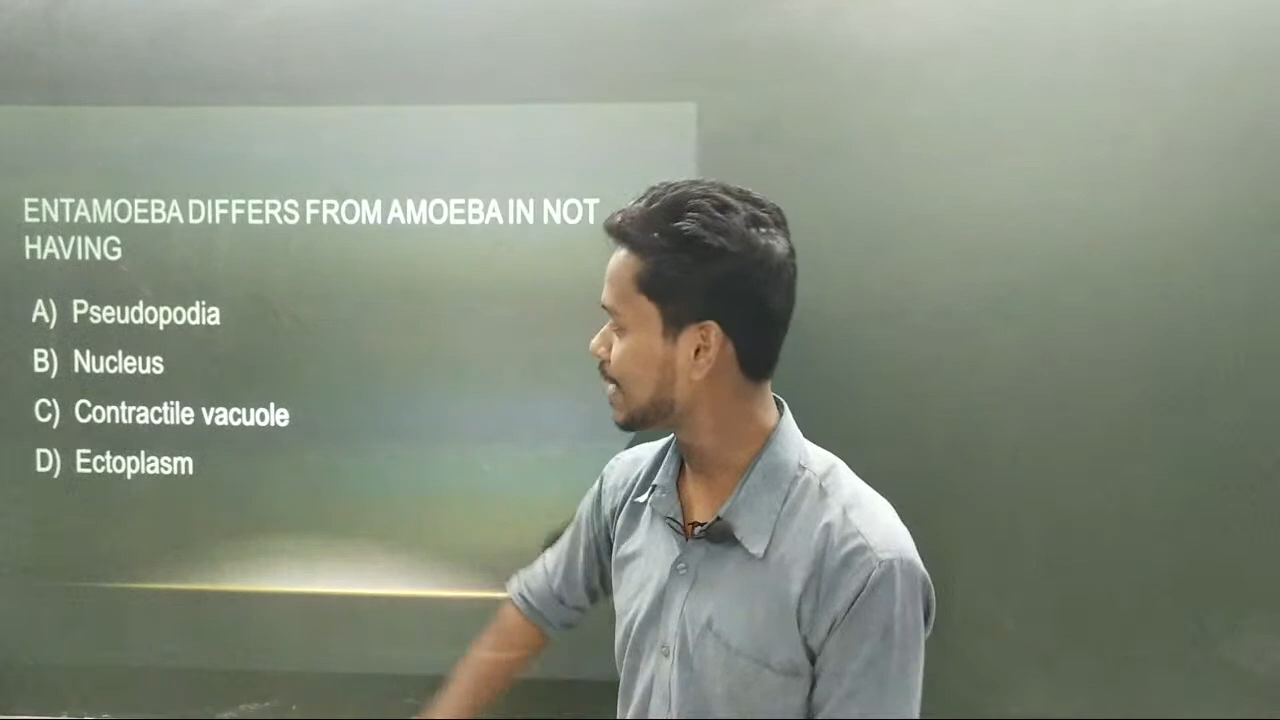 ENTAMOEBA DIFFERS FROM AMOEBA IN NOT
HAVING
A) Pseudopodia
B) Nucleus
C) Contractile vacuole
D) Ectoplasm